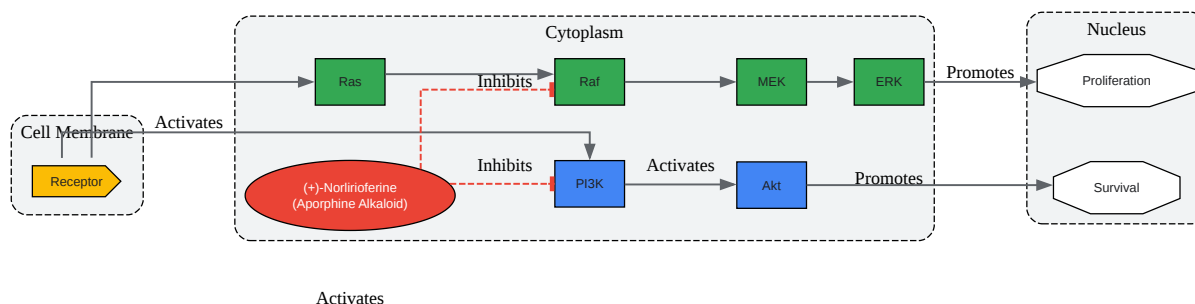 Cytoplasm
Nucleus
Ras
Inhibits
Raf
MEK
ERK
Promotes
Proliferation
Cell Membrane
Activates
Receptor
(+)-Norlirioferine
(Aporphine Alkaloid)
Inhibits
PI3K
Activates
Akt
Promotes
Survival
Activates